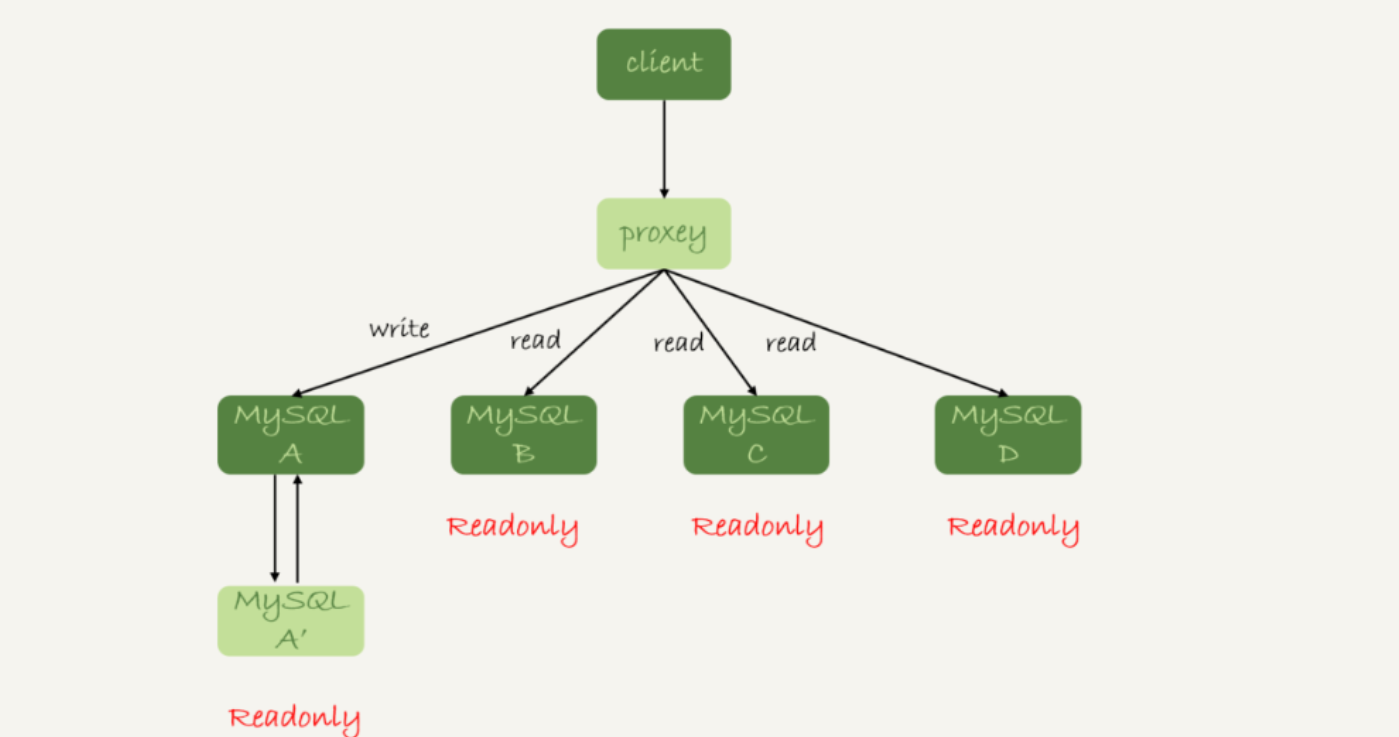 client
proxey
write
read
read
read
MySQL
A
MySQL
B
MySQL
C
MySQL
D
Readonly
Readonly
Readonly
MySQL
A'
Readonly